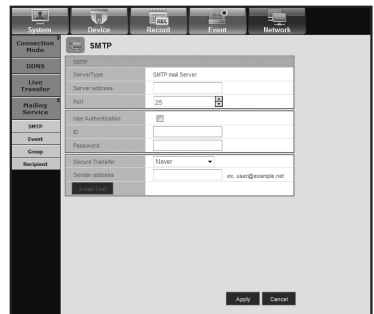 System Device Record Event Network
REC
Connection
Mode
DDNS
Live
Transfer
Mailing
Service
SMTP
Event
Group
Recipient
SMTP
SMTP
ServerType SMTP mail Server
Server address
Port 25
Use Authentication
ID
Password
Secure Transfer Never
Sender address ex. user@example.net
e-mail Test
Apply Cancel